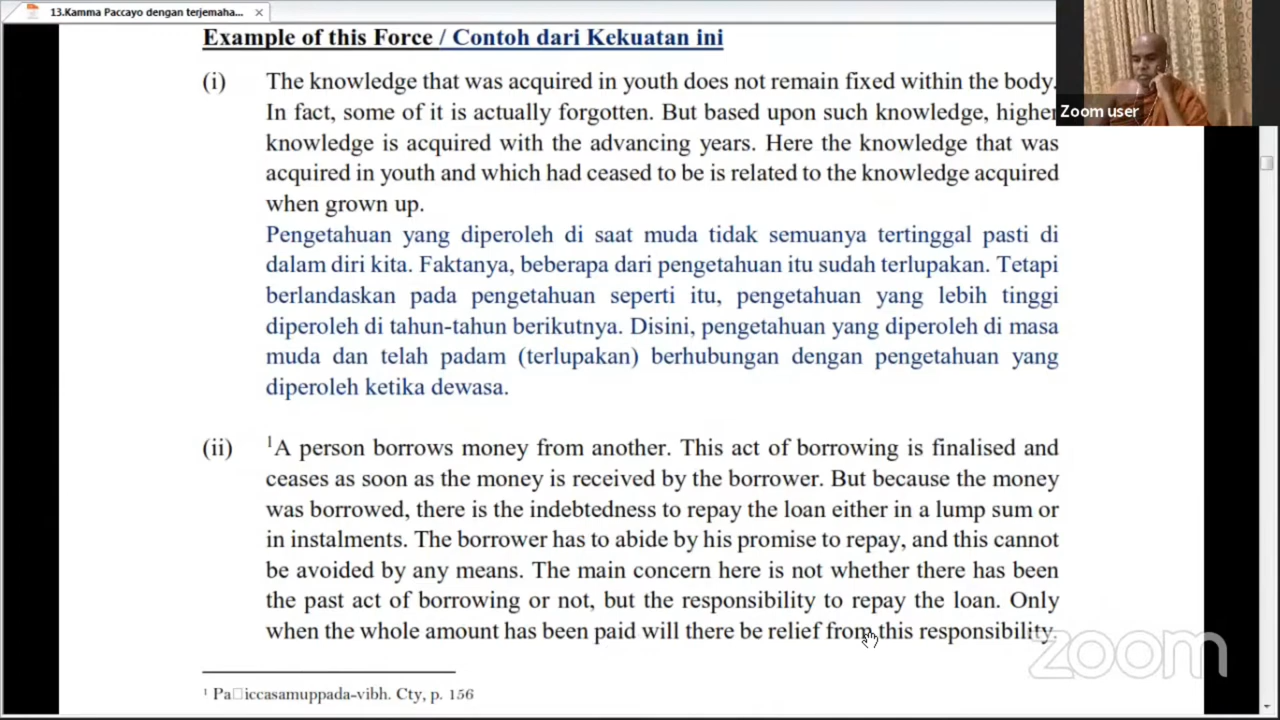 13.Kamma Paccayo dengan terjemaha...
Example of this Force / Contoh dari Kekuatan ini
Zoom user
(i) The knowledge that was acquired in youth does not remain fixed within the body.
In fact, some of it is actually forgotten. But based upon such knowledge, higher
knowledge is acquired with the advancing years. Here the knowledge that was
acquired in youth and which had ceased to be is related to the knowledge acquired
when grown up.
Pengetahuan yang diperoleh di saat muda tidak semuanya tertinggal pasti di
dalam diri kita. Faktanya, beberapa dari pengetahuan itu sudah terlupakan. Tetapi
berlandaskan pada pengetahuan seperti itu, pengetahuan yang lebih tinggi
diperoleh di tahun-tahun berikutnya. Disini, pengetahuan yang diperoleh di masa
muda dan telah padam (terlupakan) berhubungan dengan pengetahuan yang
diperoleh ketika dewasa.
(ii) ¹A person borrows money from another. This act of borrowing is finalised and
ceases as soon as the money is received by the borrower. But because the money
was borrowed, there is the indebtedness to repay the loan either in a lump sum or
in instalments. The borrower has to abide by his promise to repay, and this cannot
be avoided by any means. The main concern here is not whether there has been
the past act of borrowing or not, but the responsibility to repay the loan. Only
when the whole amount has been paid will there be relief from this responsibility.
zoom
¹ Pa□iccasamuppada-vibh. Cty, p. 156